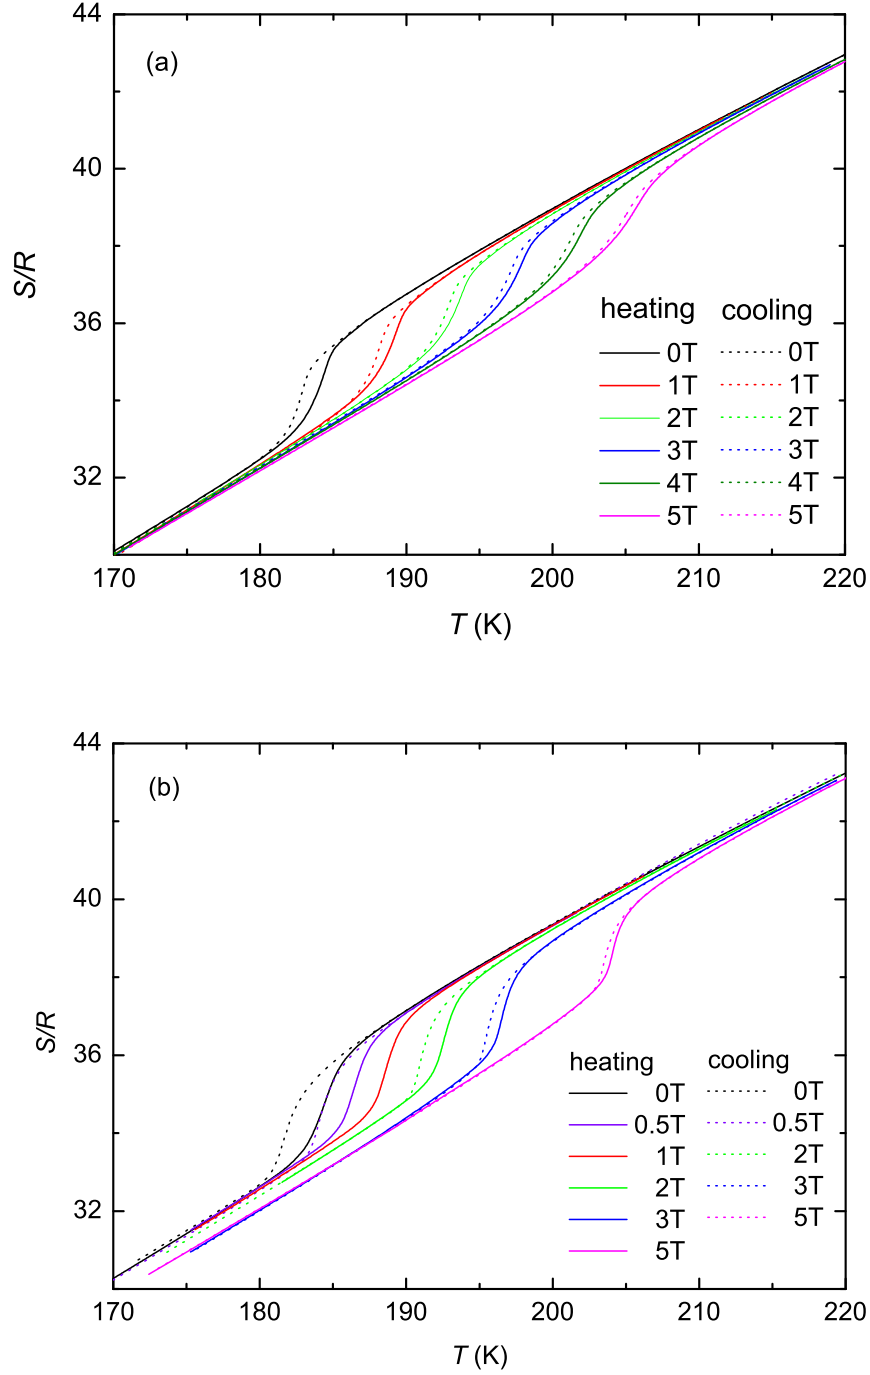 44
(a)
40
S/R
36
heating cooling
0T 0T
1T 1T
2T 2T
3T 3T
32
4T 4T
5T 5T
170 180 190 200 210 220
T (K)
44
(b)
40
S/R
36
heating cooling
0T 0T
0.5T 0.5T
1T 2T
2T 3T
32
3T 5T
5T
170 180 190 200 210 220
T (K)